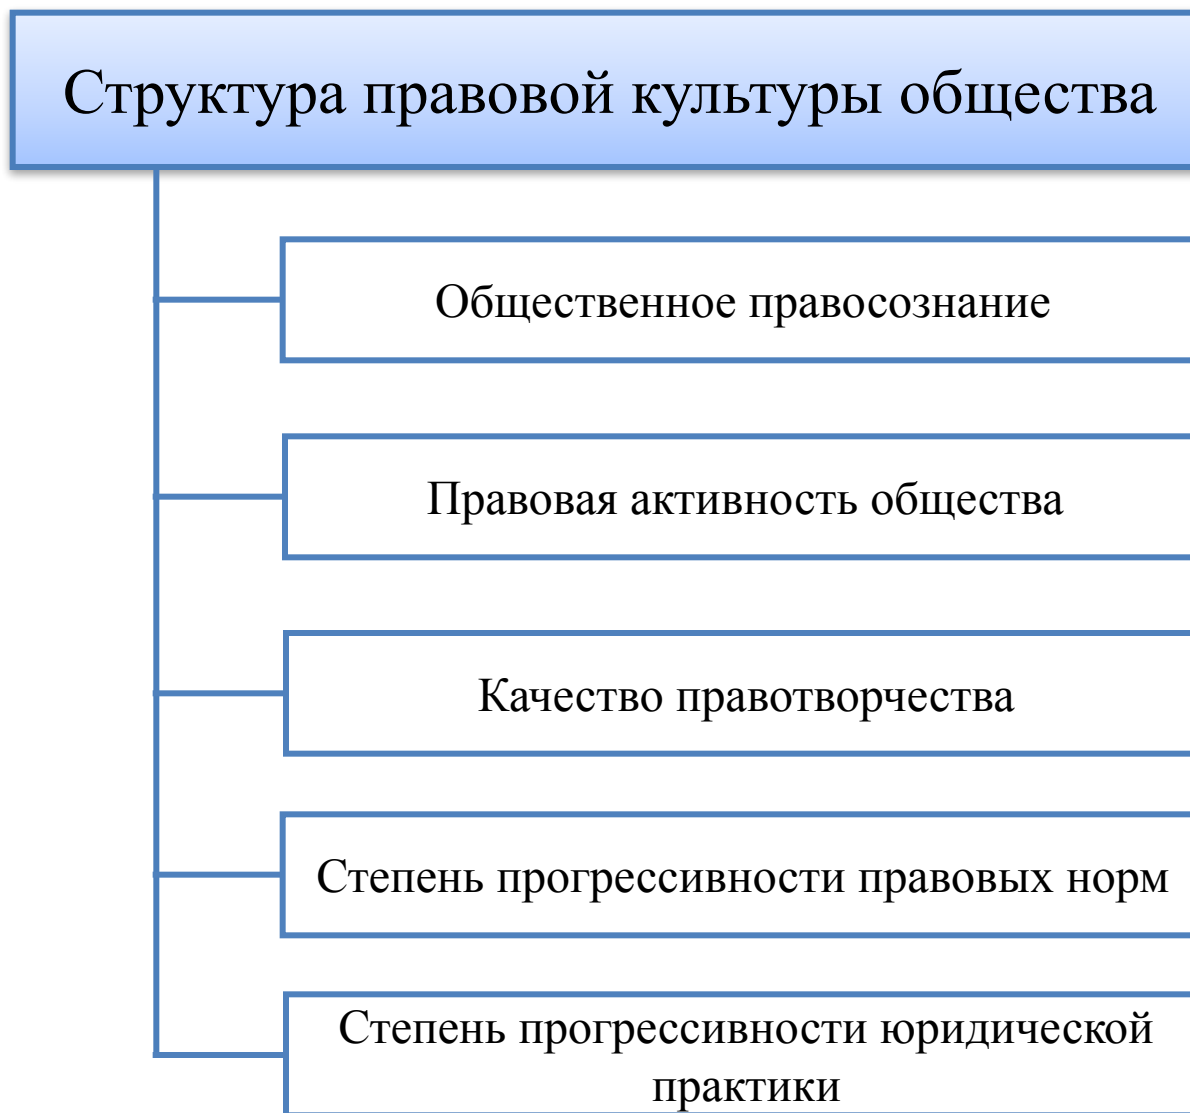 Структура правовой культуры общества
Общественное правосознание
Правовая активность общества
Качество правотворчества
Степень прогрессивности правовых норм
Степень прогрессивности юридической
практики